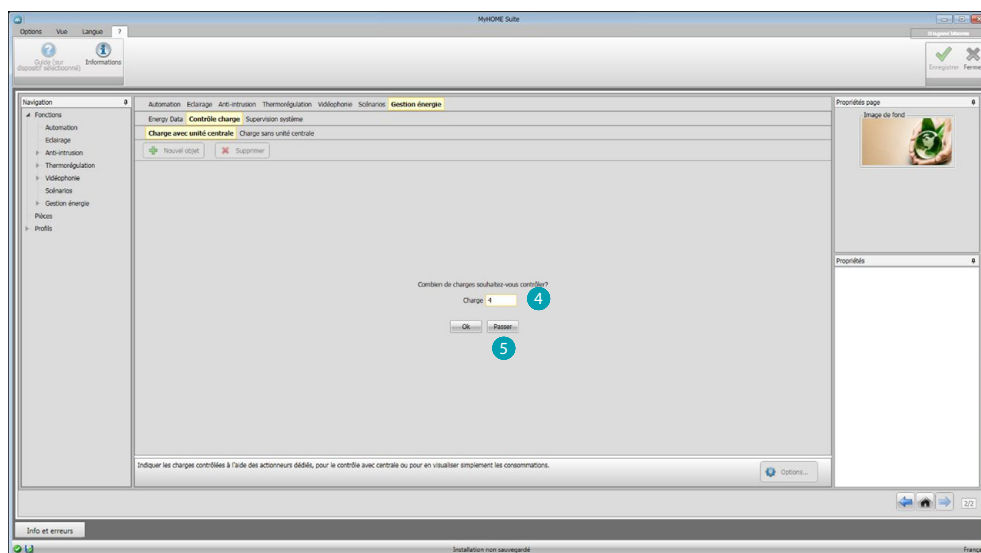 MyHOME Suite
Options Vue Langue ?
Guide (sur dispositif sélectionné)
Informations
Enregistrer Ferme
Navigation
Fonctions
Automation
Eclairage
Anti-intrusion
Thermorégulation
Vidéophonie
Scénarios
Gestion énergie
Pièces
Profils
Automation Eclairage Anti-intrusion Thermorégulation Vidéophonie Scénarios Gestion énergie
Energy Data Contrôle charge Supervision système
Charge avec unité centrale Charge sans unité centrale
Nouvel objet Supprimer
Combien de charges souhaitez-vous contrôler?
Charge 4 4
Ok Passer
5
Indiquer les charges contrôlées à l'aide des actionneurs dédiés, pour le contrôle avec centrale ou pour en visualiser simplement les consommations.
Options...
Propriétés page
Image de fond
Propriétés
2/2
Info et erreurs
Installation non sauvegardé
França